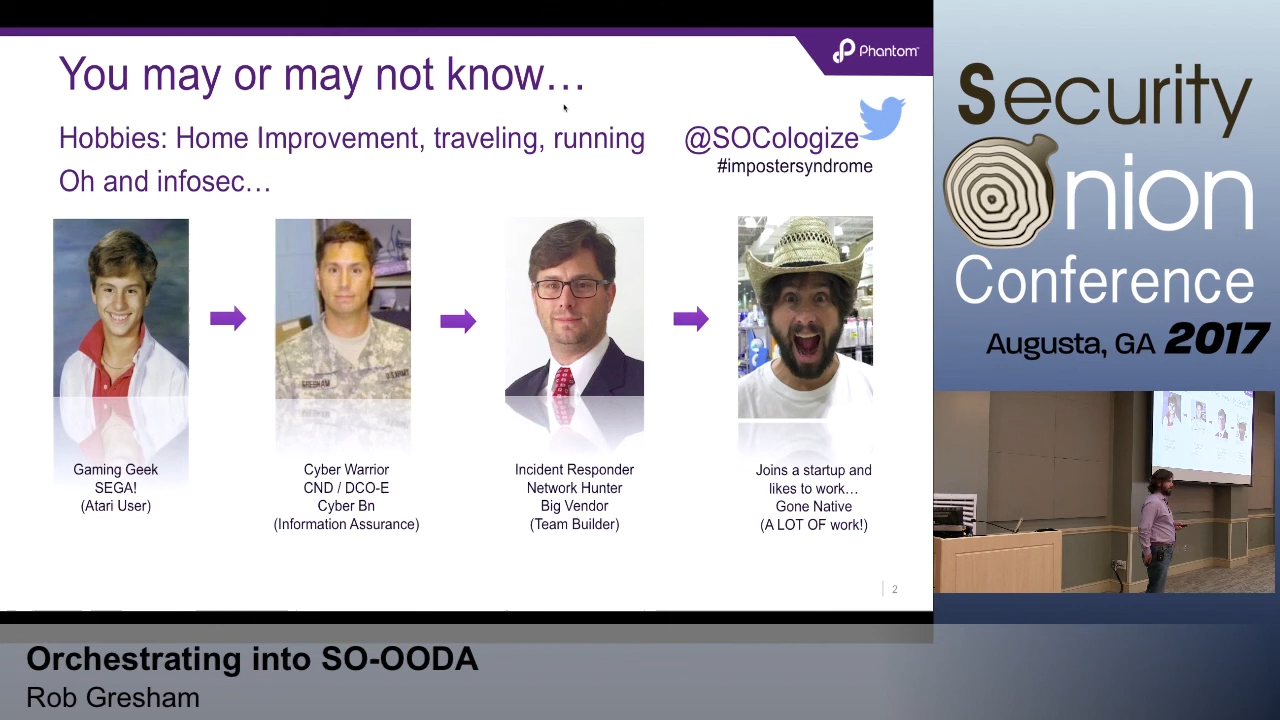 You may or may not know…
Phantom
Hobbies: Home Improvement, traveling, running
@SOCologize
#impostersyndrome
Oh and infosec…
GRESHAM
U.S. ARMY
Gaming Geek
SEGA!
(Atari User)
Cyber Warrior
CND / DCO-E
Cyber Bn
(Information Assurance)
Incident Responder
Network Hunter
Big Vendor
(Team Builder)
Joins a startup and
likes to work…
Gone Native
(A LOT OF work!)
2
Security
Onion
Conference
Augusta, GA 2017
Orchestrating into SO-OODA
Rob Gresham